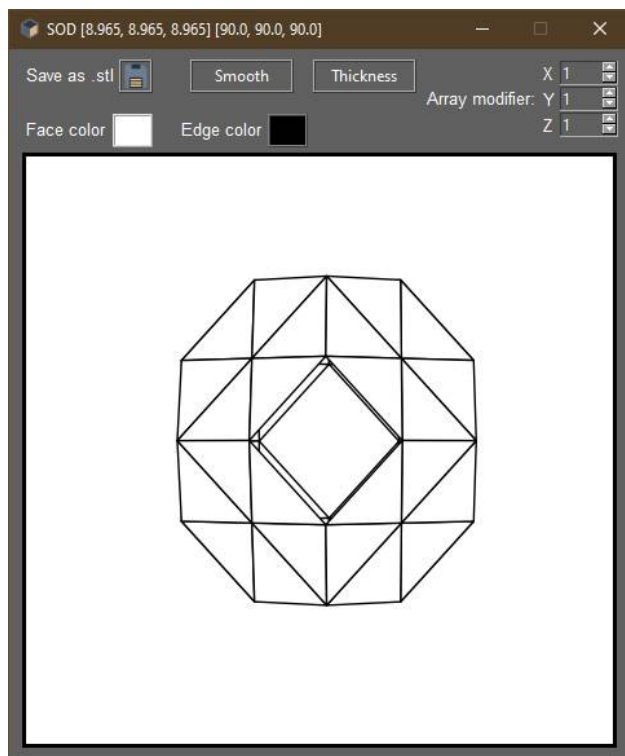 SOD [8.965, 8.965, 8.965] [90.0, 90.0, 90.0]
Save as .stl Smooth Thickness
Array modifier: X 1
Y 1
Z 1
Face color Edge color